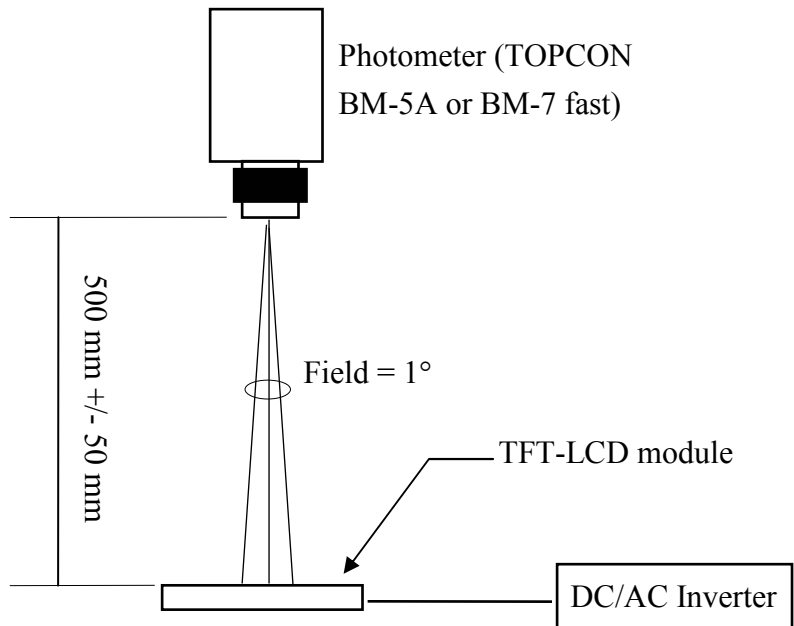 Photometer (TOPCON
BM-5A or BM-7 fast)
500 mm +/- 50 mm
Field = 1°
TFT-LCD module
DC/AC Inverter